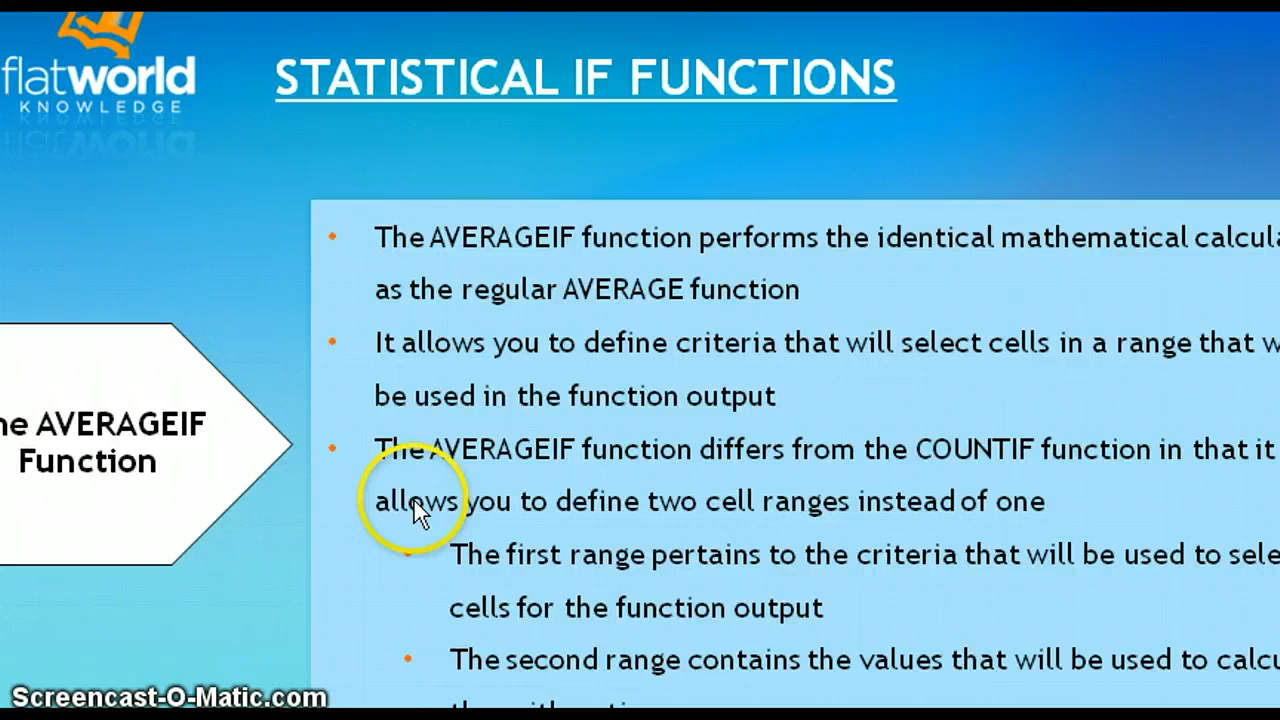 flatworld
KNOWLEDGE
STATISTICAL IF FUNCTIONS
The AVERAGEIF function performs the identical mathematical
as the regular AVERAGE function
It allows you to define criteria that will select cells in a range that
be used in the function output
AVERAGEIF
Function
The AVERAGEIF function differs from the COUNTIF function in that it
allows you to define two cell ranges instead of one
The first range pertains to the criteria that will be used to
cells for the function output
The second range contains the values that will be used to
Screencast-O-Matic.com